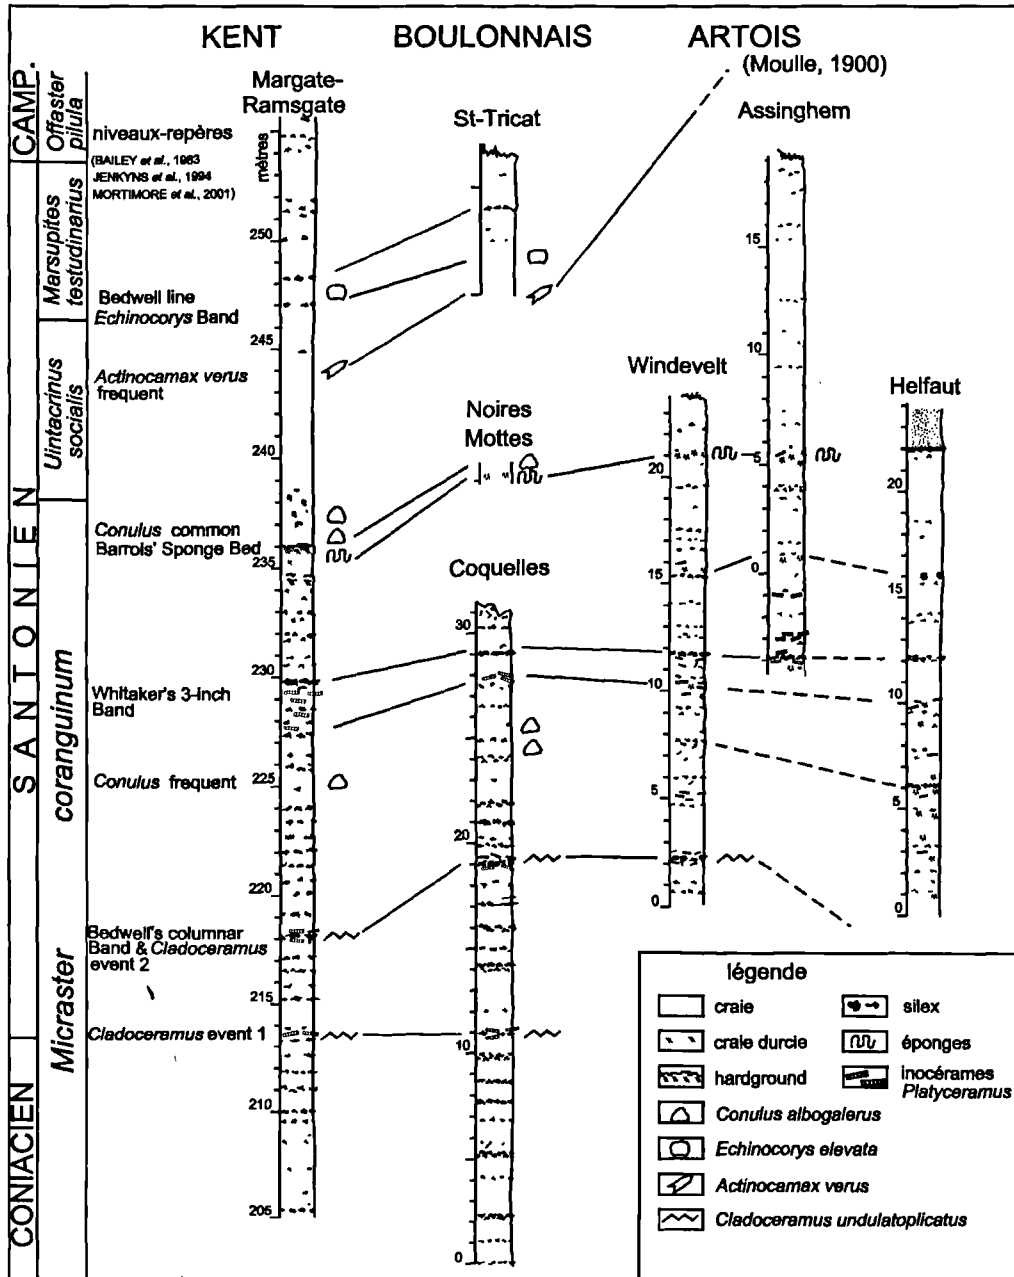 KENT
BOULONNAIS
ARTOIS
(Moulle, 1900)
Margate-
Ramsgate
St-Tricat
Assinghem
CAMP.
Offaster
pilula
niveaux-repères
(BAILEY et al., 1983
JENKYNS et al., 1994
MORTIMORE et al., 2001)
mètres
Marsupites
testudinarius
250
Bedwell line
Echinocorys Band
245
Uintacrinus
socialis
Actinocamax verus
frequent
240
SANTONIEN
Conulus common
Barrois' Sponge Bed
235
230
Whitaker's 3-inch
Band
coranguinum
Conulus frequent
225
220
Bedwell's columnar
Band & Cladoceramus
event 2
215
Micraster
Cladoceramus event 1
210
CONIACIEN
205
Noires
Mottes
Coquelles
30
20
10
0
Windevelt
20
15
10
5
0
15
10
5
0
Helfaut
20
15
10
5
0
légende
craie
craie durcie
hardground
Conulus albogalerus
Echinocorys elevata
Actinocamax verus
Cladoceramus undulatoplicatus
silex
éponges
inocérames
Platyceramus